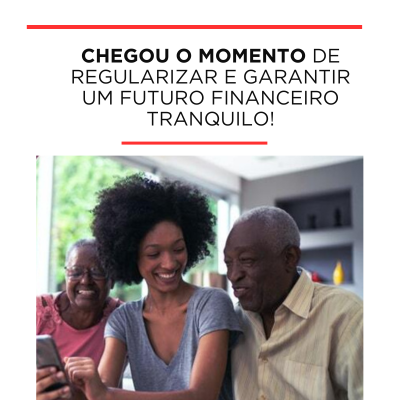 CHEGOU O MOMENTO DE
REGULARIZAR E GARANTIR
UM FUTURO FINANCEIRO
TRANQUILO!